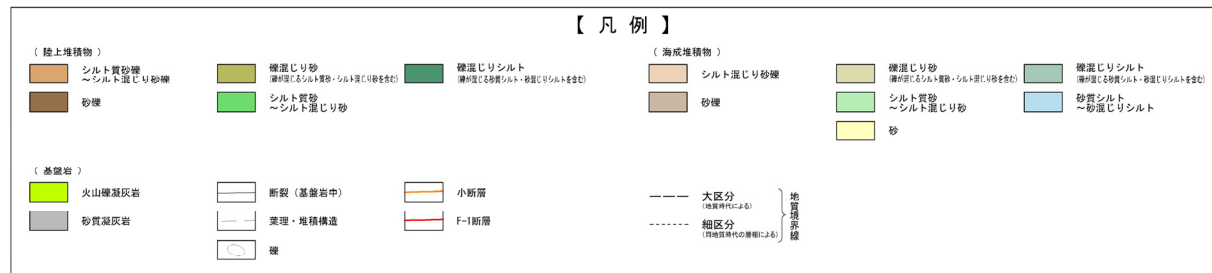 【 凡 例 】
（ 陸上堆積物 ）
シルト質砂礫
～シルト混じり砂礫
礫混じり砂
(礫が混じるシルト質砂・シルト混じり砂を含む)
礫混じりシルト
(礫が混じる砂質シルト・砂混じりシルトを含む)
砂礫
シルト質砂
～シルト混じり砂
（ 海成堆積物 ）
シルト混じり砂礫
礫混じり砂
(礫が混じるシルト質砂・シルト混じり砂を含む)
礫混じりシルト
(礫が混じる砂質シルト・砂混じりシルトを含む)
砂礫
シルト質砂
～シルト混じり砂
砂質シルト
～砂混じりシルト
砂
（ 基盤岩 ）
火山礫凝灰岩
断裂（基盤岩中）
小断層
砂質凝灰岩
葉理・堆積構造
F-1断層
礫
大区分
(地質時代による)
細区分
(同地質時代の層相による)
地質境界線